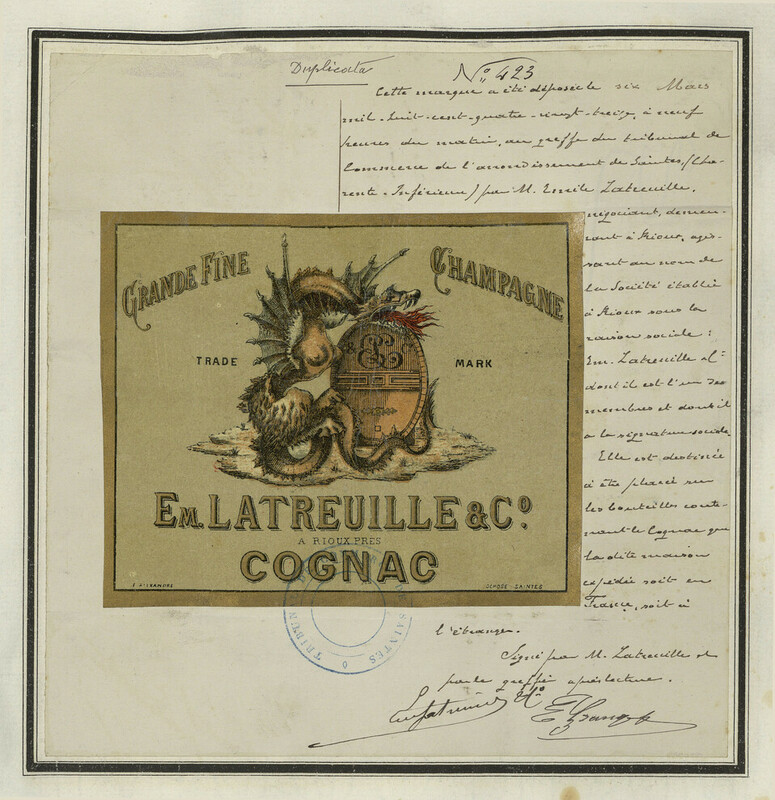 Duplicata
N° 423
Cette marque a été déposée le six Mars
mil-huit-cent-quatre-vingt-treize, à neuf
heures du matin, au greffe du tribunal de
Commerce de l'arrondissement de Saintes, (Cha-
rente-Inférieure) par M. Emile Latreuille,
négociant, demeu-
rant à Rioux, agis-
sant au nom de
la Société établie
à Rioux sous la
raison sociale :
Em. Latreuille & Cie
dont il est l'un des
membres et dont il
a la signature sociale.
Elle est destinée
à être placée sur
les bouteilles conte-
nant le Cognac que
la dite maison
expédie soit en
France, soit à
l'étranger.
Signé par M. Latreuille et
par le greffier après lecture.
GRANDE FINE
CHAMPAGNE
TRADE MARK
EM. LATREUILLE & Co
A RIOUX PRES
COGNAC
SAINTES